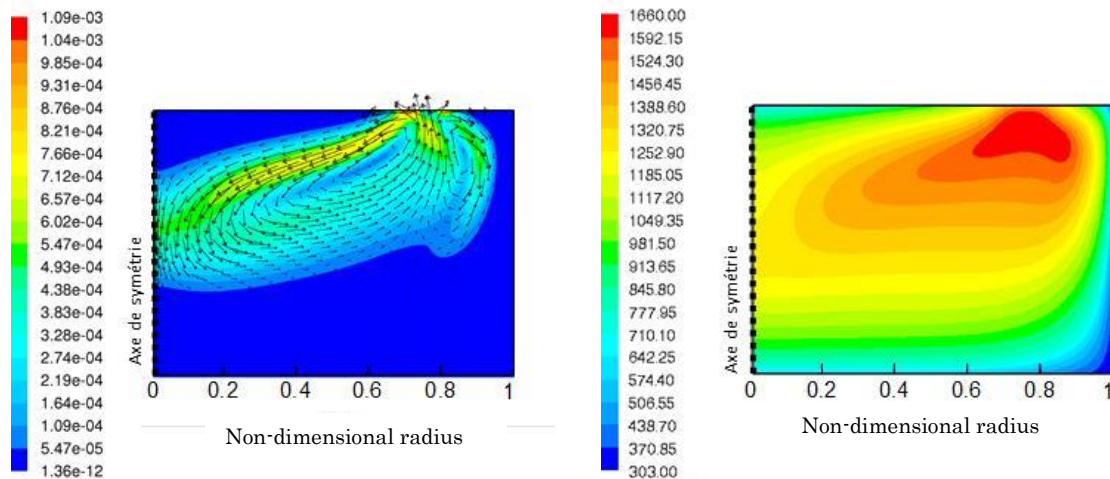 1.09e-03
1.04e-03
9.85e-04
9.31e-04
8.76e-04
8.21e-04
7.66e-04
7.12e-04
6.57e-04
6.02e-04
5.47e-04
4.93e-04
4.38e-04
3.83e-04
3.28e-04
2.74e-04
2.19e-04
1.64e-04
1.09e-04
5.47e-05
1.36e-12
Axe de symétrie
0 0.2 0.4 0.6 0.8 1
Non-dimensional radius
1660.00
1592.15
1524.30
1456.45
1388.60
1320.75
1252.90
1185.05
1117.20
1049.35
981.50
913.65
845.80
777.95
710.10
642.25
574.40
506.55
438.70
370.85
303.00
Axe de symétrie
0 0.2 0.4 0.6 0.8 1
Non-dimensional radius